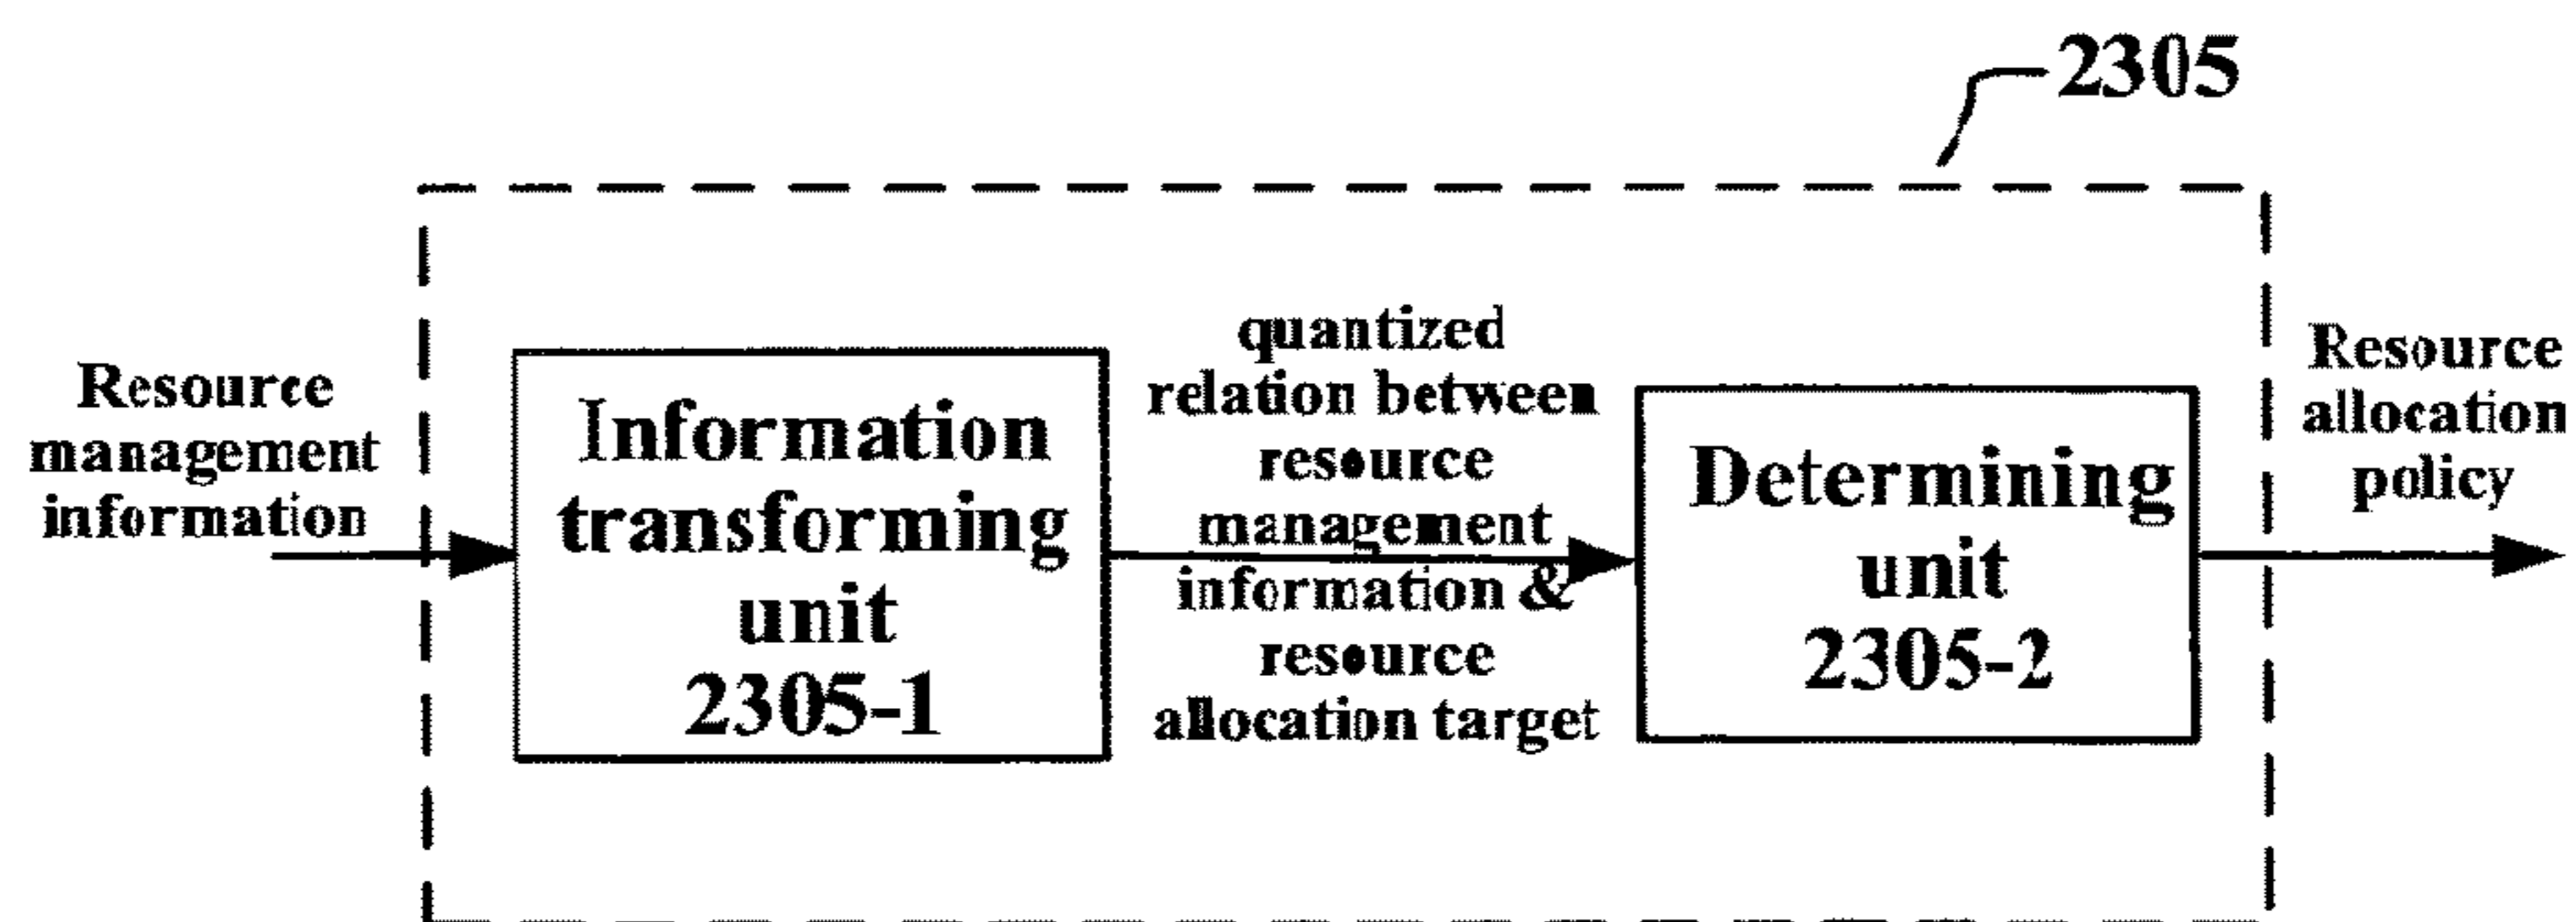 2305
Resource
management
information
Information
transforming
unit
2305-1
quantized
relation between
resource
management
information &
resource
allocation target
Determining
unit
2305-2
Resource
allocation
policy